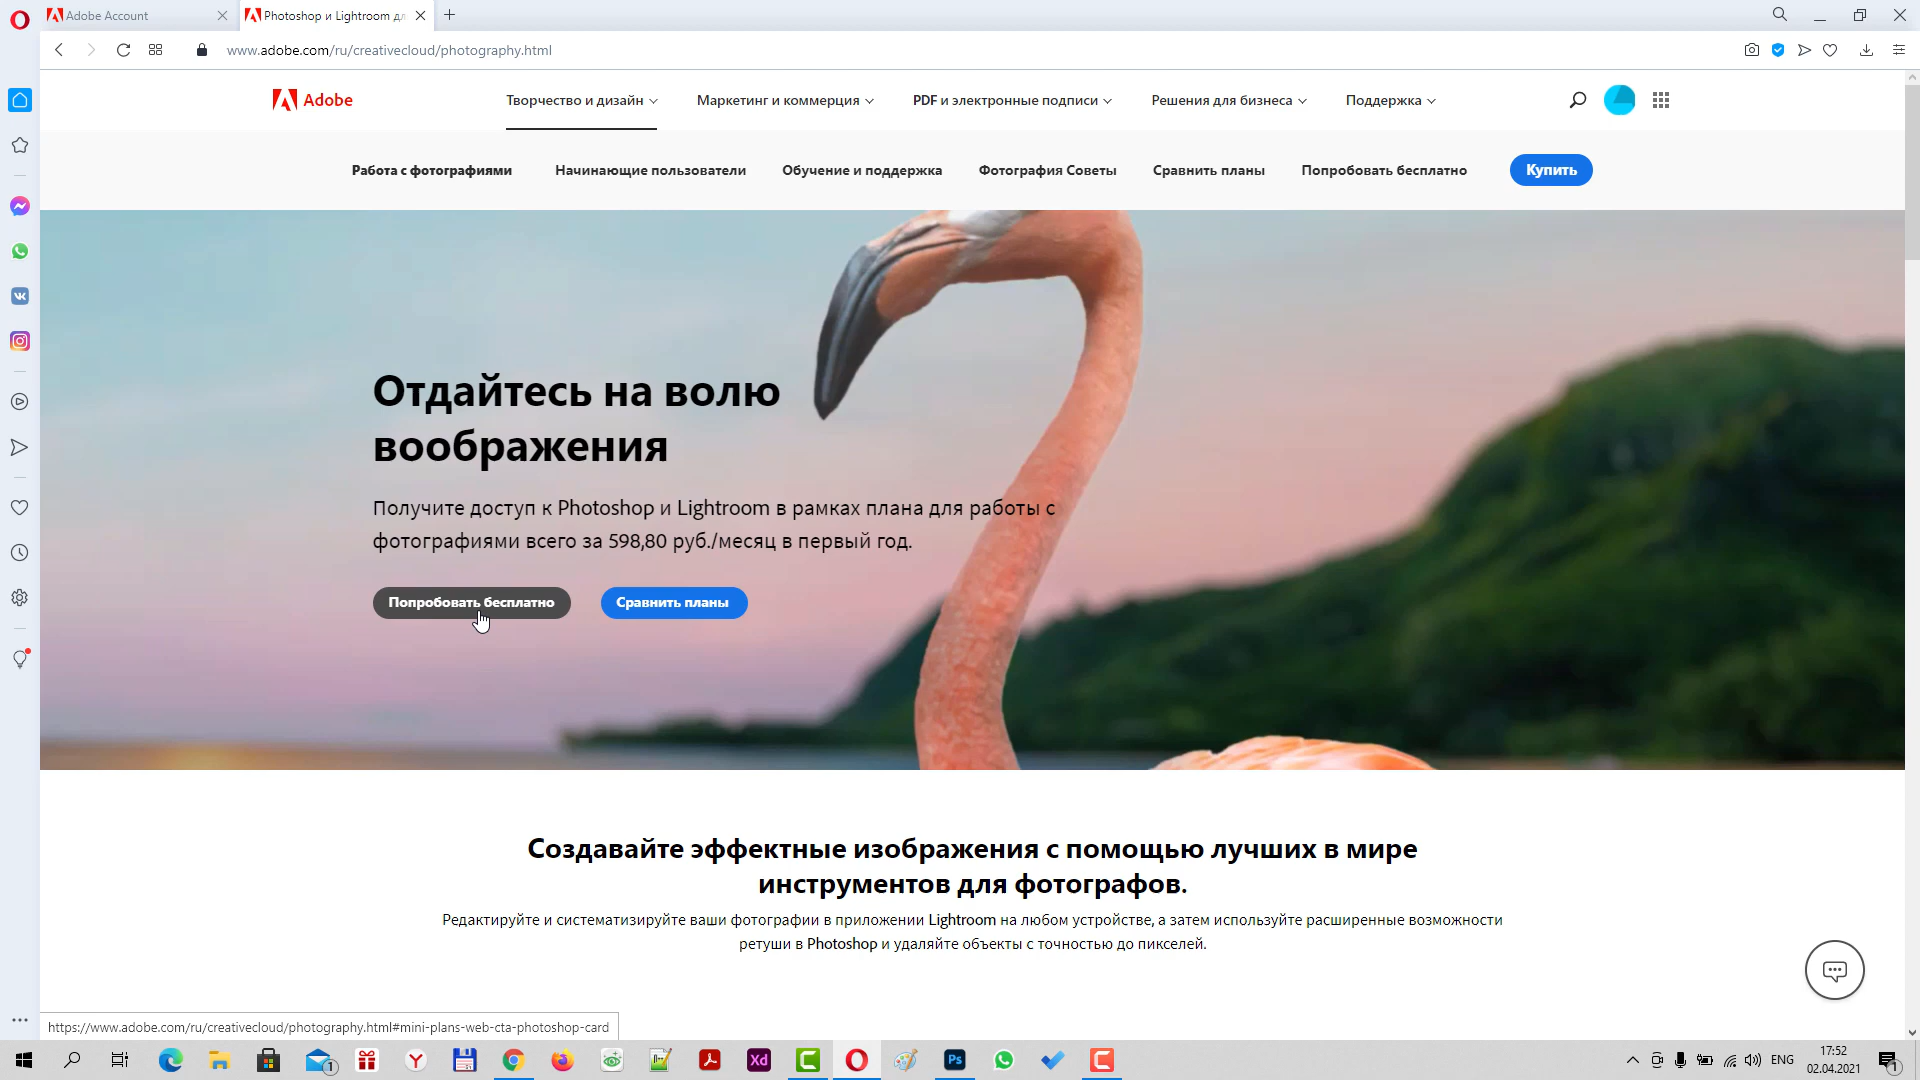 Adobe Account
Photoshop и Lightroom дл
www.adobe.com/ru/creativecloud/photography.html
Adobe
Творчество и дизайн
Маркетинг и коммерция
PDF и электронные подписи
Решения для бизнеса
Поддержка
Работа с фотографиями
Начинающие пользователи
Обучение и поддержка
Фотография Советы
Сравнить планы
Попробовать бесплатно
Купить
Отдайтесь на волю
воображения
Получите доступ к Photoshop и Lightroom в рамках плана для работы с
фотографиями всего за 598,80 руб./месяц в первый год.
Попробовать бесплатно
Сравнить планы
Создавайте эффектные изображения с помощью лучших в мире
инструментов для фотографов.
Редактируйте и систематизируйте ваши фотографии в приложении Lightroom на любом устройстве, а затем используйте расширенные возможности
ретуши в Photoshop и удаляйте объекты с точностью до пикселей.
https://www.adobe.com/ru/creativecloud/photography.html#mini-plans-web-cta-photoshop-card
1
Xd
Ps
ENG
17:52
02.04.2021
1